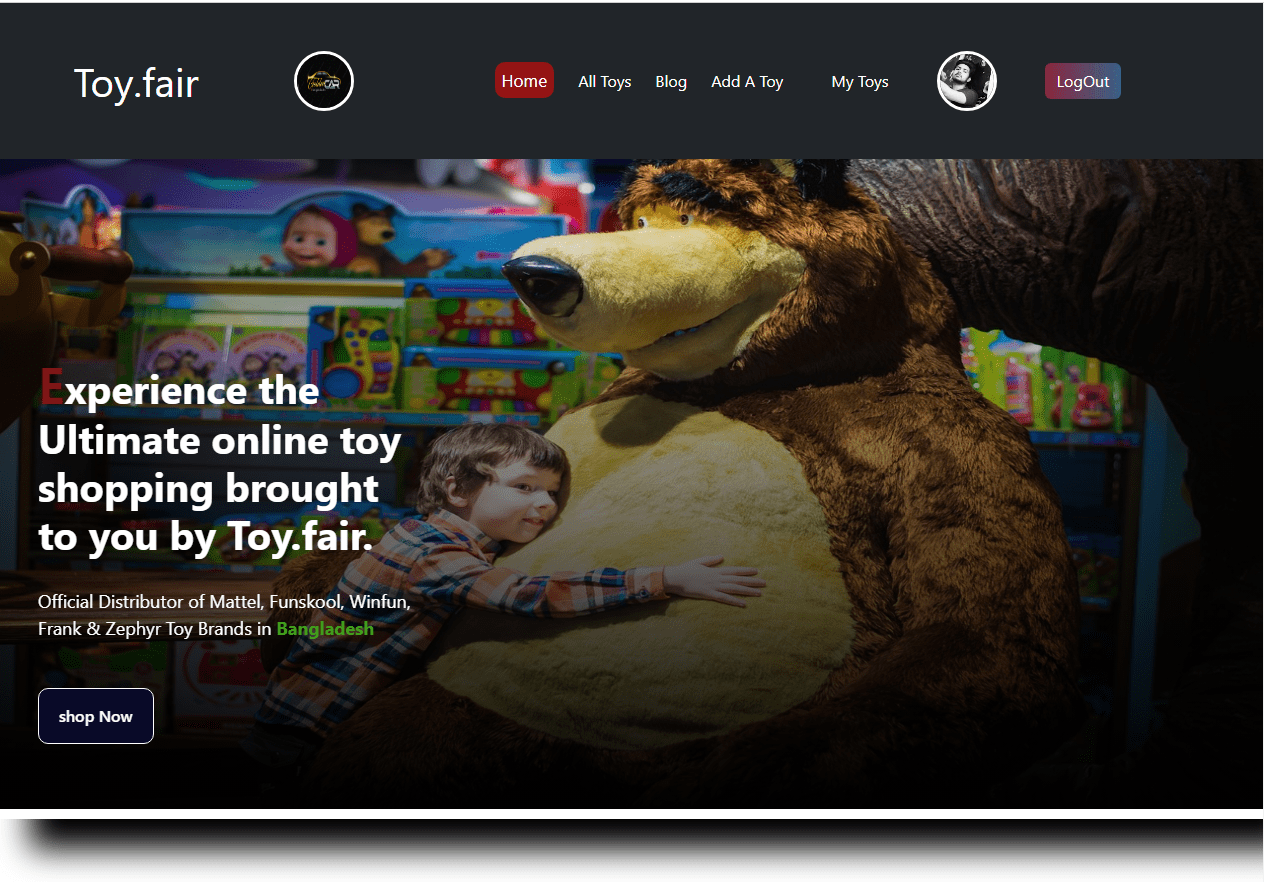 Toy.fair
CAR
Home
All Toys
Blog
Add A Toy
My Toys
LogOut
Experience the
Ultimate online toy
shopping brought
to you by Toy.fair.
Official Distributor of Mattel, Funskool, Winfun,
Frank & Zephyr Toy Brands in Bangladesh
shop Now